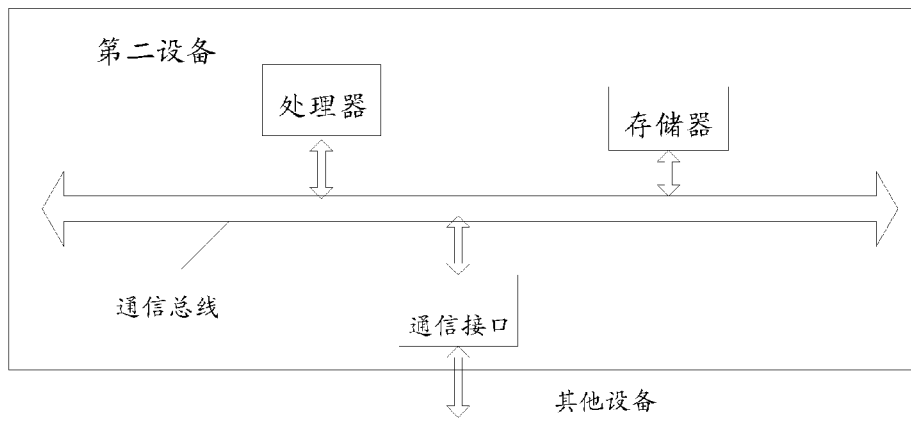 第二设备
处理器
存储器
通信总线
通信接口
其他设备